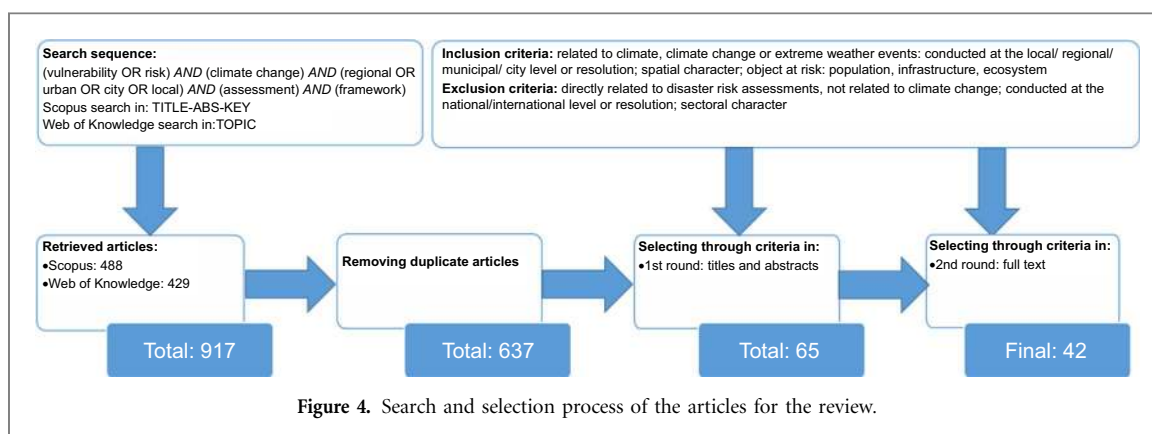 Search sequence:
(vulnerability OR risk) AND (climate change) AND (regional OR
urban OR city OR local) AND (assessment) AND (framework)
Scopus search in: TITLE-ABS-KEY
Web of Knowledge search in:TOPIC
Inclusion criteria: related to climate, climate change or extreme weather events: conducted at the local/ regional/
municipal/ city level or resolution; spatial character; object at risk: population, infrastructure, ecosystem
Exclusion criteria: directly related to disaster risk assessments, not related to climate change; conducted at the
national/international level or resolution; sectoral character
Retrieved articles:
•Scopus: 488
•Web of Knowledge: 429
Total: 917
Removing duplicate articles
Total: 637
Selecting through criteria in:
•1st round: titles and abstracts
Total: 65
Selecting through criteria in:
•2nd round: full text
Final: 42
Figure 4. Search and selection process of the articles for the review.